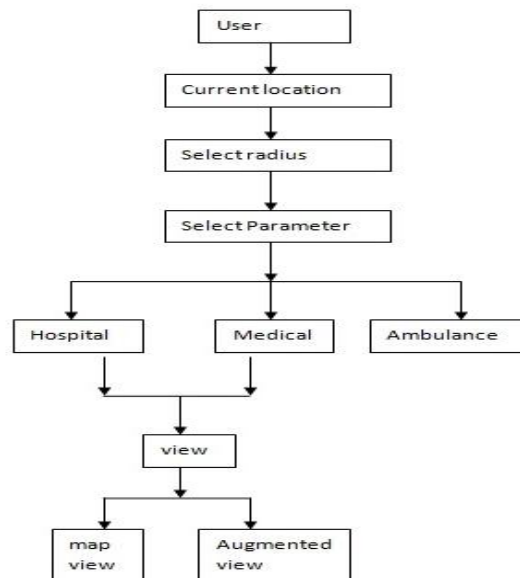 User
Current location
Select radius
Select Parameter
Hospital
Medical
Ambulance
view
map
view
Augmented
view